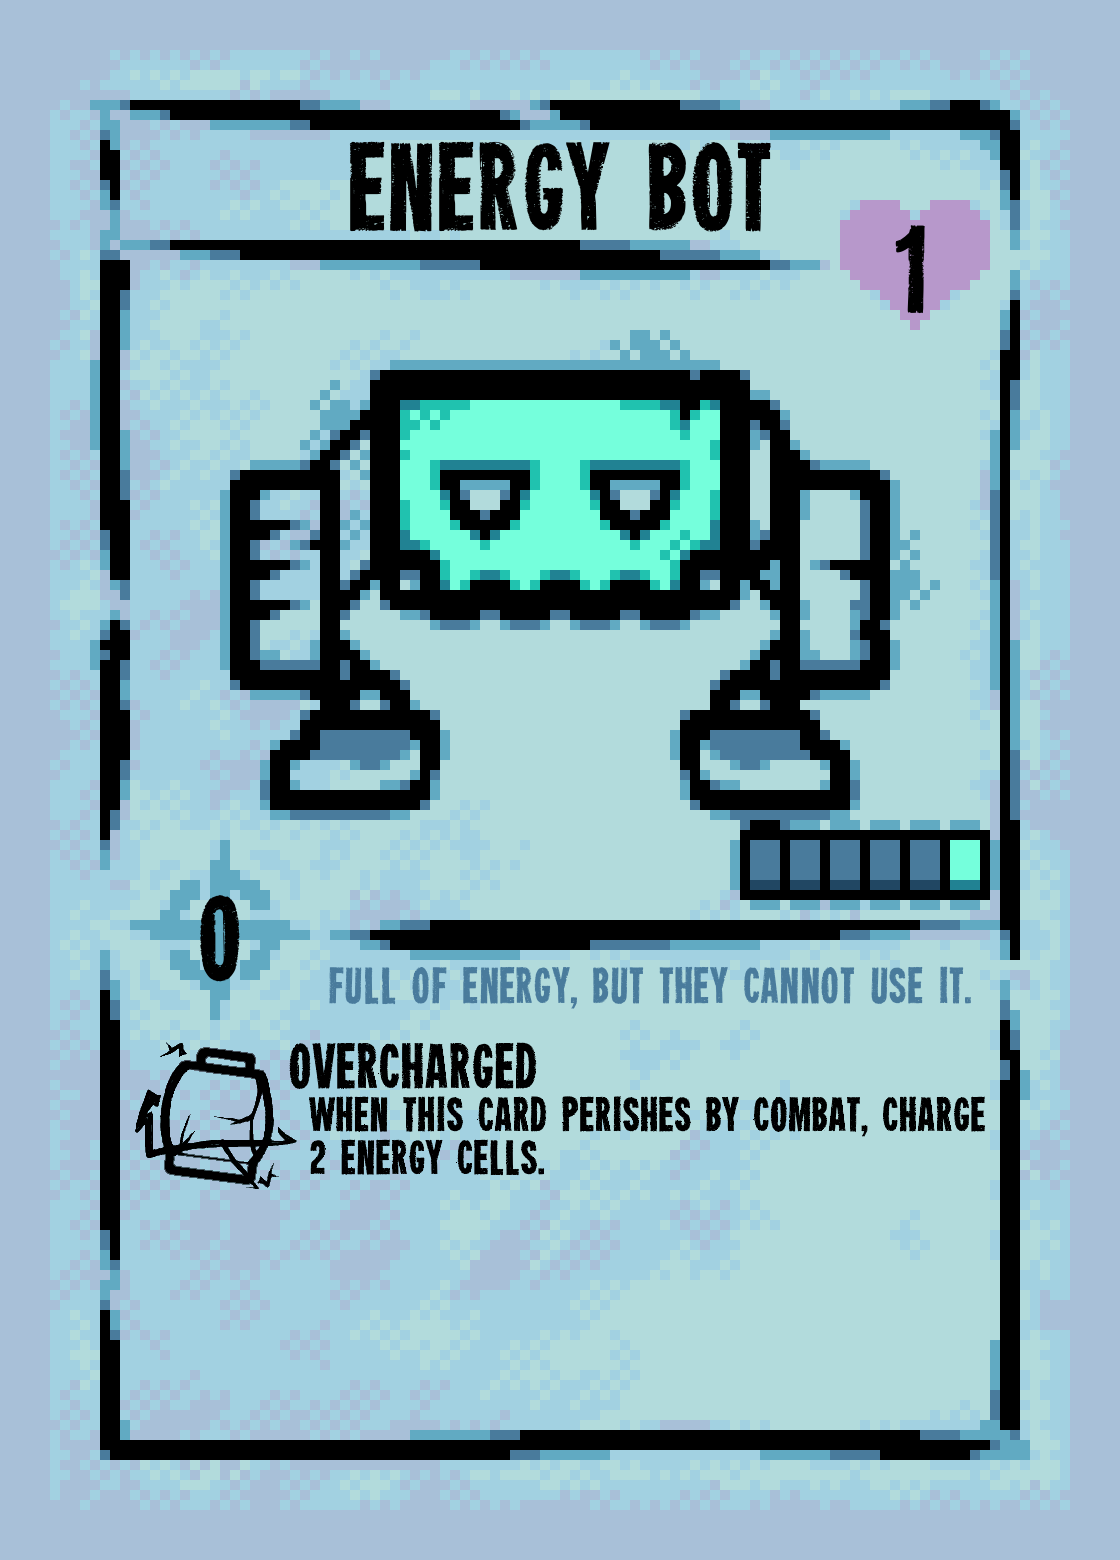 ENERGY BOT
1
0
FULL OF ENERGY, BUT THEY CANNOT USE IT.
OVERCHARGED
WHEN THIS CARD PERISHES BY COMBAT, CHARGE
2 ENERGY CELLS.